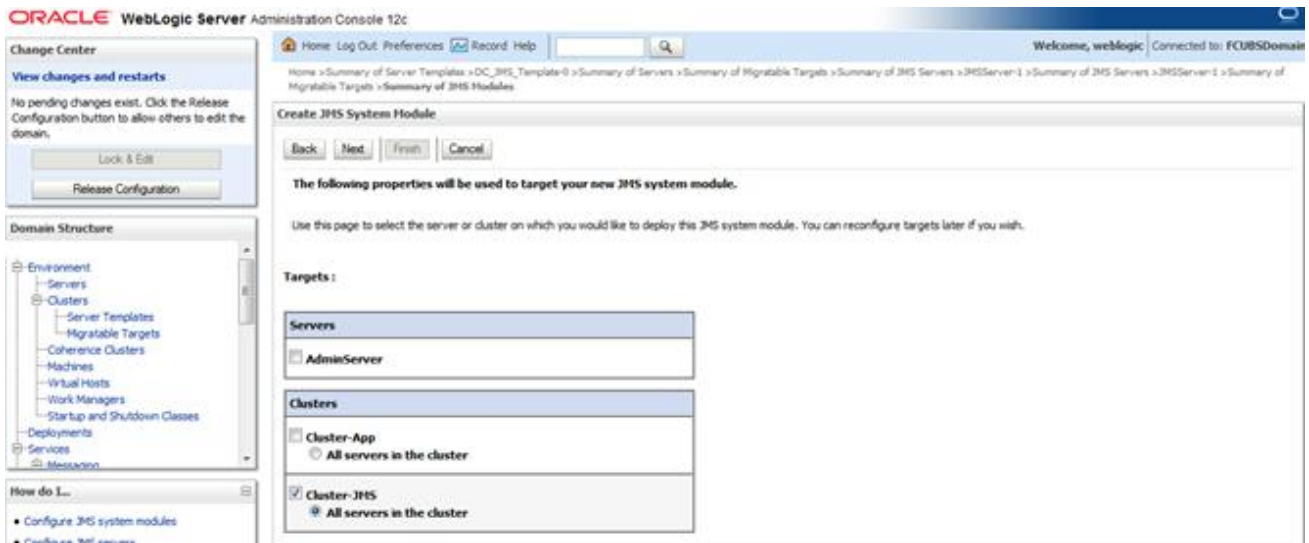 ORACLE WebLogic Server Administration Console 12c
Change Center
View changes and restarts
No pending changes exist. Click the Release
Configuration button to allow others to edit the
domain.
Lock & Edit
Release Configuration
Domain Structure
Environment
Servers
Clusters
Server Templates
Migratable Targets
Coherence Clusters
Machines
Virtual Hosts
Work Managers
Startup and Shutdown Classes
Deployments
Services
Messaging
How do I...
Configure JMS system modules
Configure JMS servers
Home Log Out Preferences Record Help
Welcome, weblogic Connected to: FCUBSDomain
Home >Summary of Server Templates >DC_JMS_Template-0 >Summary of Servers >Summary of Migratable Targets >Summary of JMS Servers >JMSServer-1 >Summary of JMS Servers >JMSServer-1 >Summary of
Migratable Targets >Summary of JMS Modules
Create JMS System Module
Back Next Finish Cancel
The following properties will be used to target your new JMS system module.
Use this page to select the server or cluster on which you would like to deploy this JMS system module. You can reconfigure targets later if you wish.
Targets :
Servers
AdminServer
Clusters
Cluster-App
All servers in the cluster
Cluster-JMS
All servers in the cluster